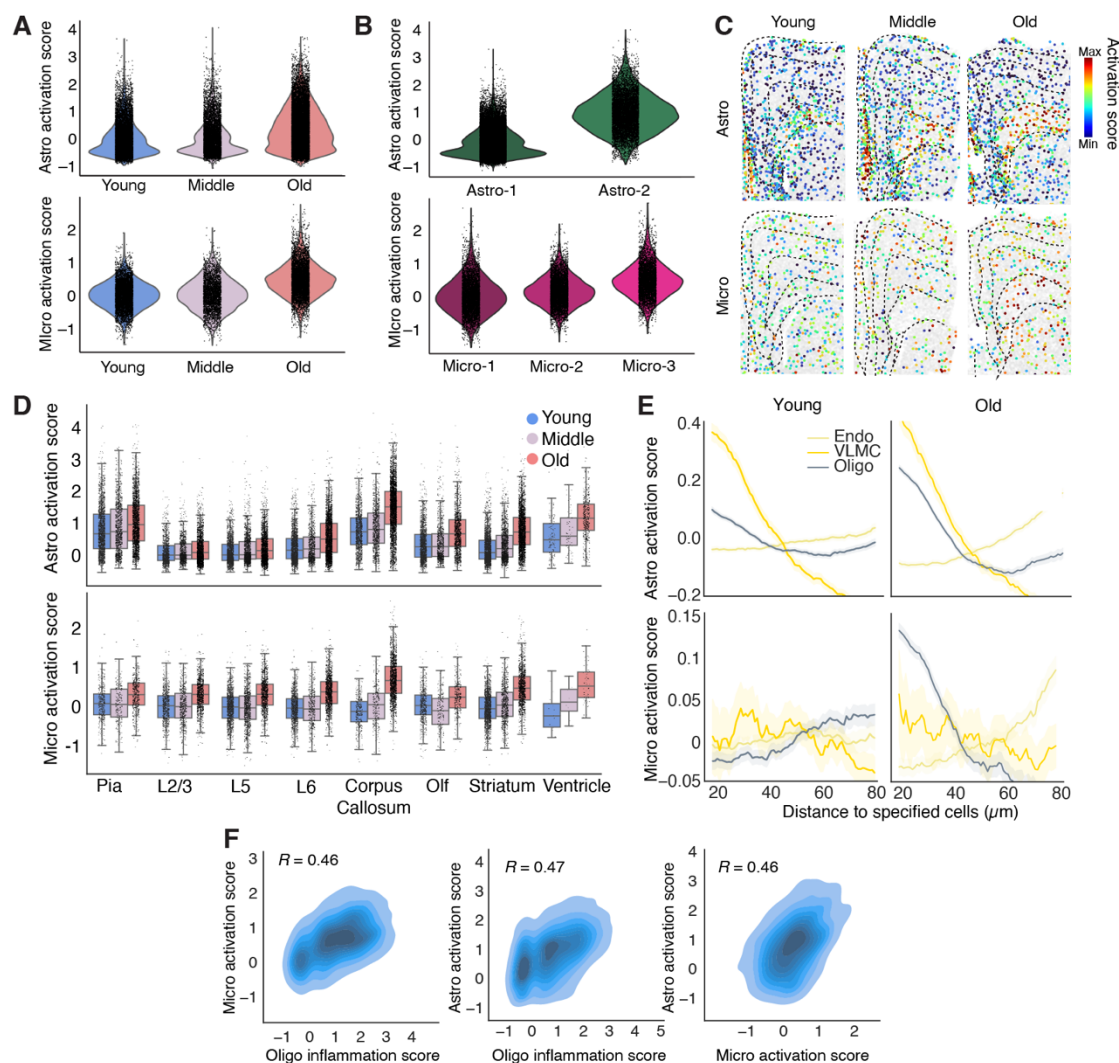 A
Astro activation score
4
3
2
1
0
−1
Young Middle Old
MIcro activation score
2
1
0
−1
Young Middle Old
B
Astro activation score
4
3
2
1
0
−1
Astro-1 Astro-2
Micro activation score
2
1
0
−1
Micro-1 Micro-2 Micro-3
C
Young Middle Old
Astro
Micro
Max
Min
Activation score
D
Young
Middle
Old
Astro activation score
4
3
2
1
0
Micro activation score
2
1
0
-1
Pia L2/3 L5 L6 Corpus Olf Striatum Ventricle
Callosum
E
Young Old
Endo
VLMC
Oligo
Astro activation score
0.4
0.2
0.0
−0.2
Micro activation score
0.15
0.1
0.05
0
−0.05
20 40 60 80 20 40 60 80
Distance to specified cells (µm)
F
R = 0.46
Micro activation score
3
2
1
0
−1
−1 0 1 2 3 4
Oligo inflammation score
R = 0.47
Astro activation score
4
3
2
1
0
−1
−1 0 1 2 3 4 5
Oligo inflammation score
R = 0.46
Astro activation score
4
3
2
1
0
−1
−1 0 1 2
Micro activation score